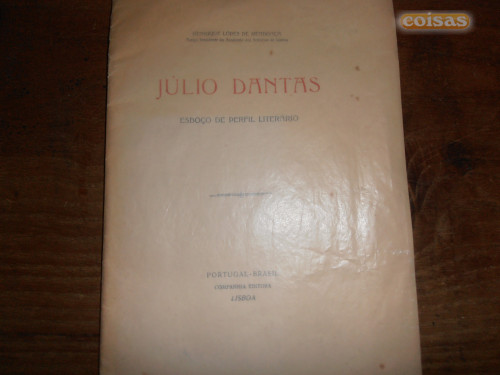 coisas
HENRIQUE LOPES DE MENDONÇA
JÚLIO DANTAS
ESBOÇO DE PERFIL LITERÁRIO
PORTUGAL-BRASIL
COMPANHIA EDITORA
LISBOA